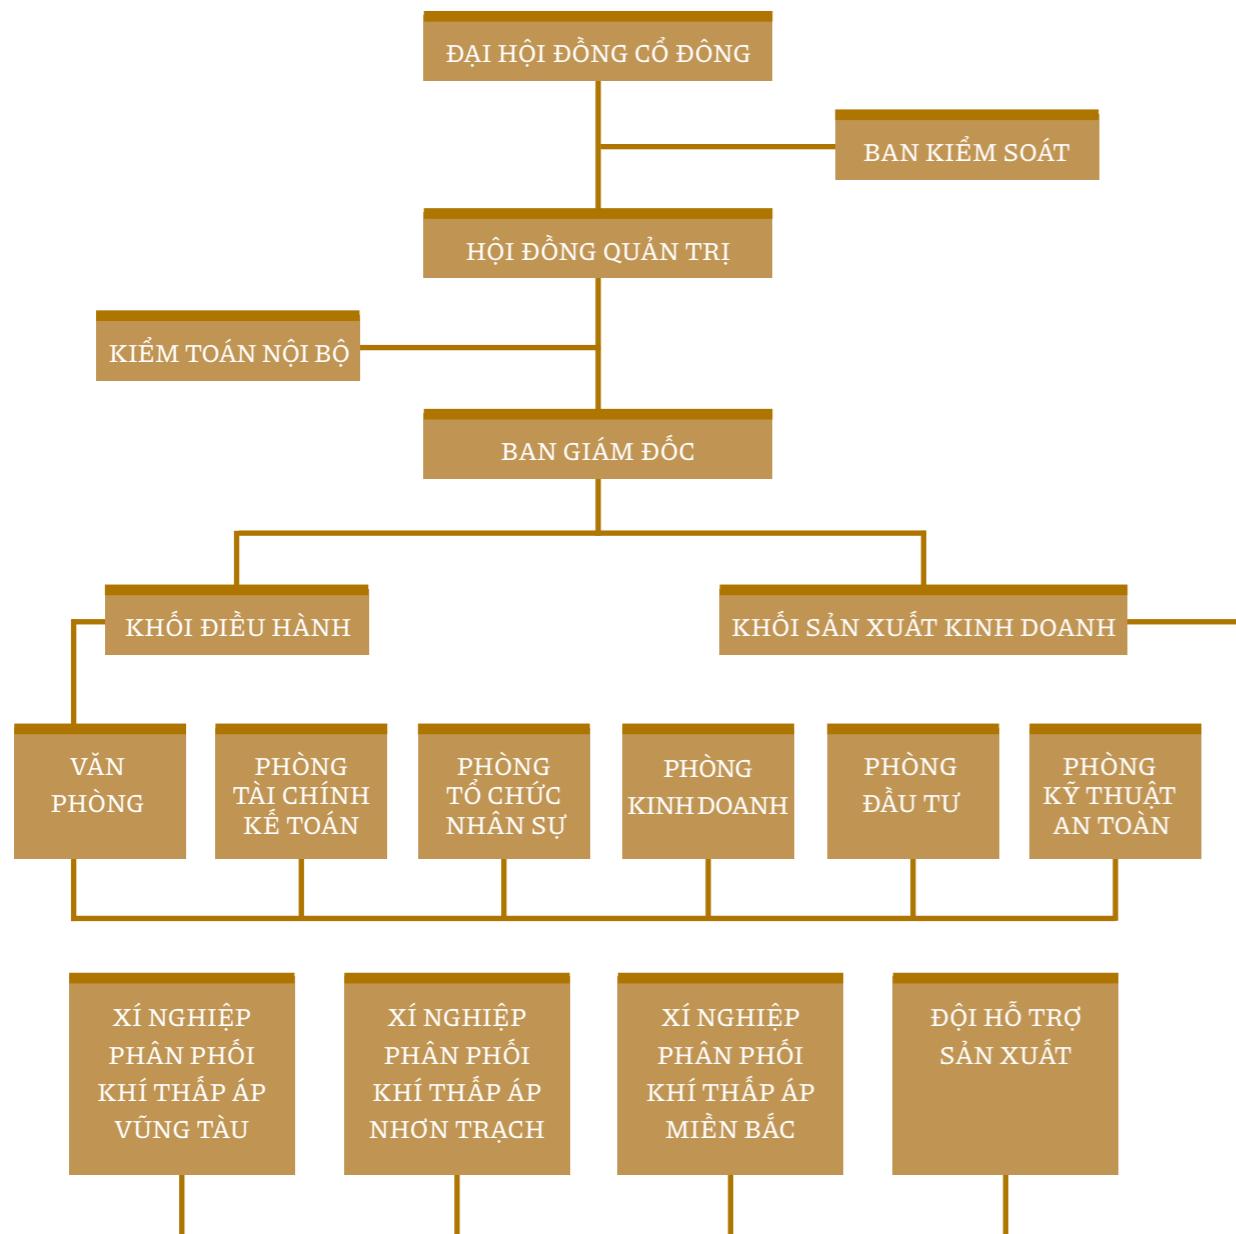 ĐẠI HỘI ĐỒNG CỔ ĐÔNG
BAN KIỂM SOÁT
HỘI ĐỒNG QUẢN TRỊ
KIỂM TOÁN NỘI BỘ
BAN GIÁM ĐỐC
KHỐI ĐIỀU HÀNH
KHỐI SẢN XUẤT KINH DOANH
VĂN
PHÒNG
PHÒNG
TÀI CHÍNH
KẾ TOÁN
PHÒNG
TỔ CHỨC
NHÂN SỰ
PHÒNG
KINH DOANH
PHÒNG
ĐẦU TƯ
PHÒNG
KỸ THUẬT
AN TOÀN
XÍ NGHIỆP
PHÂN PHỐI
KHÍ THẤP ÁP
VŨNG TÀU
XÍ NGHIỆP
PHÂN PHỐI
KHÍ THẤP ÁP
NHƠN TRẠCH
XÍ NGHIỆP
PHÂN PHỐI
KHÍ THẤP ÁP
MIỀN BẮC
ĐỘI HỖ TRỢ
SẢN XUẤT